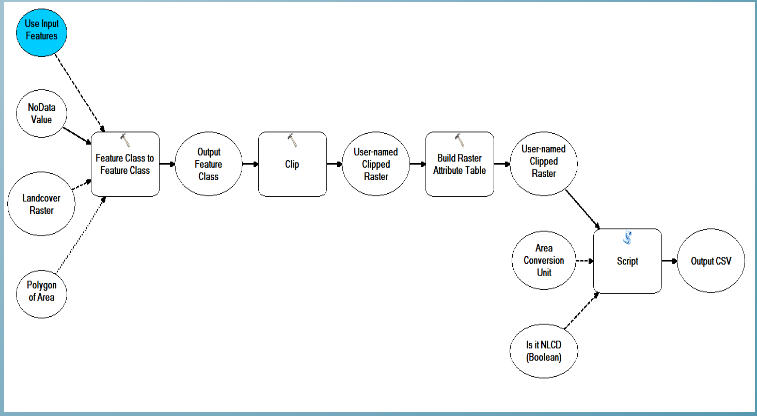 Use Input
Features
NoData
Value
Landcover
Raster
Polygon
of Area
Feature Class to
Feature Class
Output
Feature
Class
Clip
User-named
Clipped
Raster
Build Raster
Attribute Table
User-named
Clipped
Raster
Area
Conversion
Unit
Is it NLCD
(Boolean)
Script
Output CSV